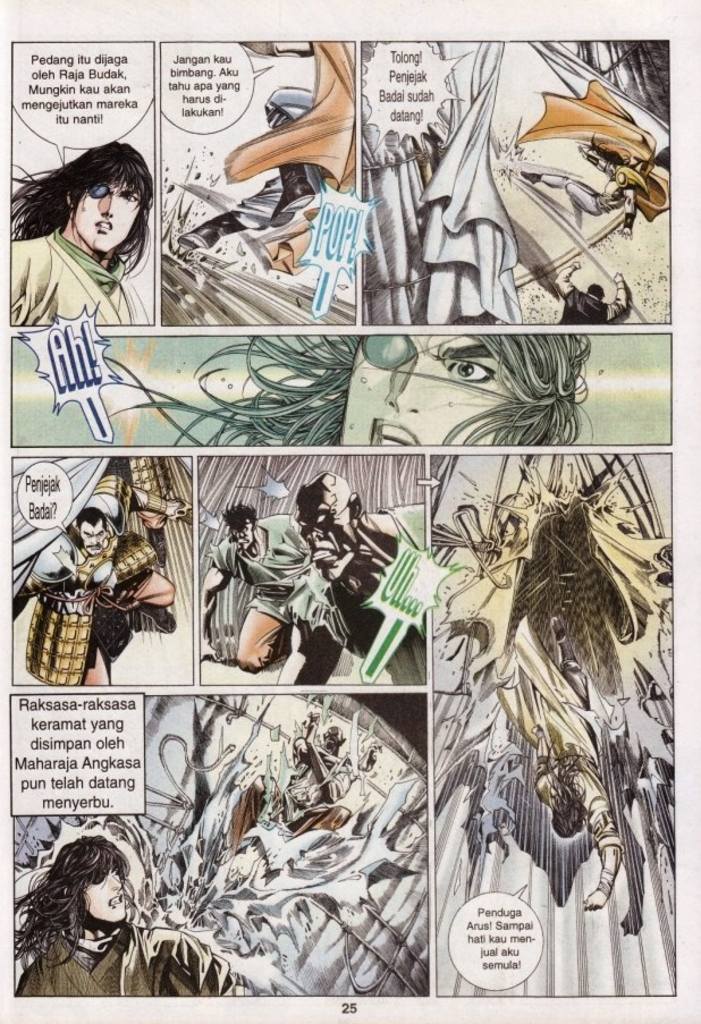 Pedang itu dijaga
oleh Raja Budak,
Mungkin kau akan
mengejutkan mareka
itu nanti!
Jangan kau
bimbang. Aku
tahu apa yang
harus di-
lakukan!
POP!
Tolong!
Penjejak
Badai sudah
datang!
Ah!
Penjejak
Badai?
Uh...
Raksasa-raksasa
keramat yang
disimpan oleh
Maharaja Angkasa
pun telah datang
menyerbu.
Penduga
Arus! Sampai
hati kau men-
jual aku
semula!
25